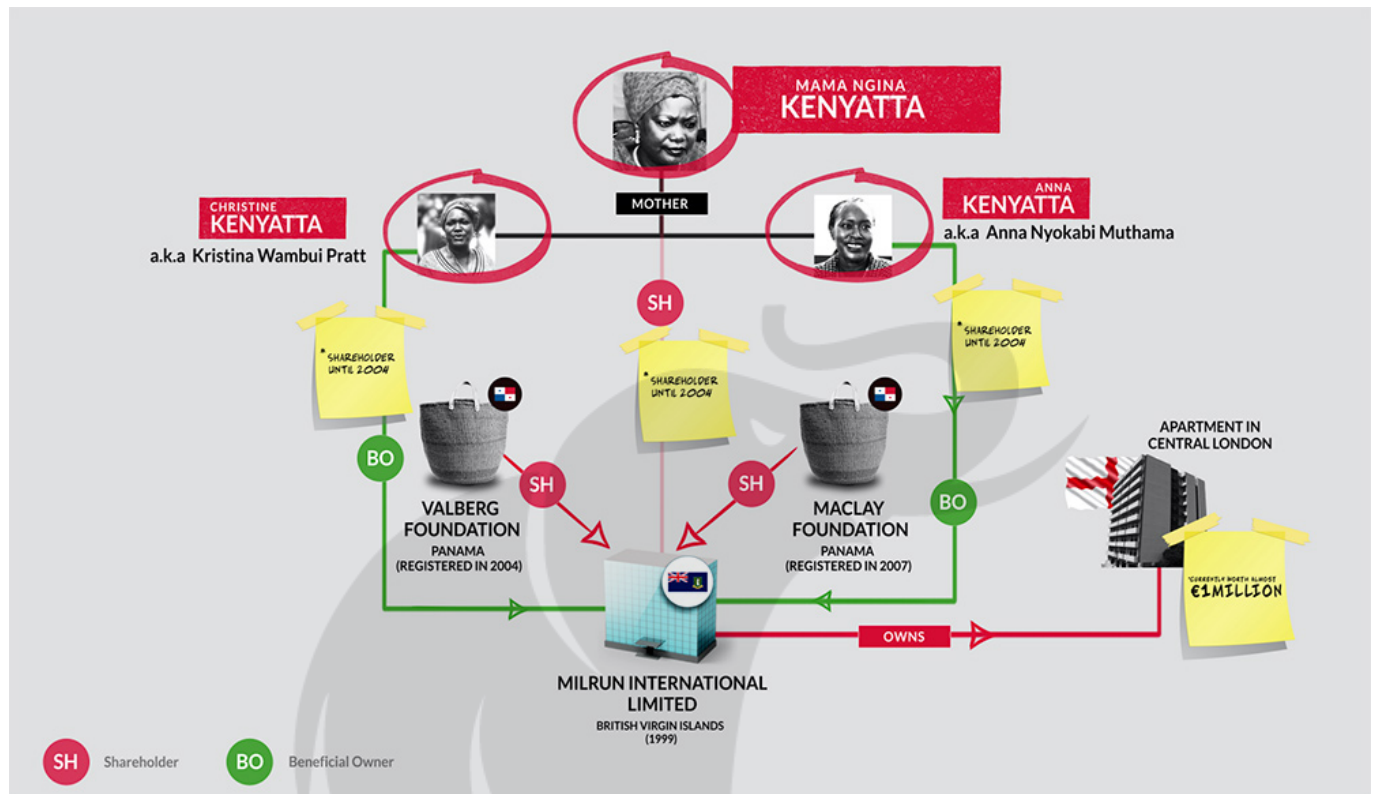 MAMA NGINA
KENYATTA
MOTHER
CHRISTINE
KENYATTA
a.k.a Kristina Wambui Pratt
ANNA
KENYATTA
a.k.a Anna Nyokabi Muthama
SH
* SHAREHOLDER
UNTIL 2004
* SHAREHOLDER
UNTIL 2004
* SHAREHOLDER
UNTIL 2004
BO
SH
SH
BO
VALBERG
FOUNDATION
PANAMA
(REGISTERED IN 2004)
MACLAY
FOUNDATION
PANAMA
(REGISTERED IN 2007)
APARTMENT IN
CENTRAL LONDON
*CURRENTLY WORTH ALMOST
€1MILLION
OWNS
MILRUN INTERNATIONAL
LIMITED
BRITISH VIRGIN ISLANDS
(1999)
SH Shareholder
BO Beneficial Owner